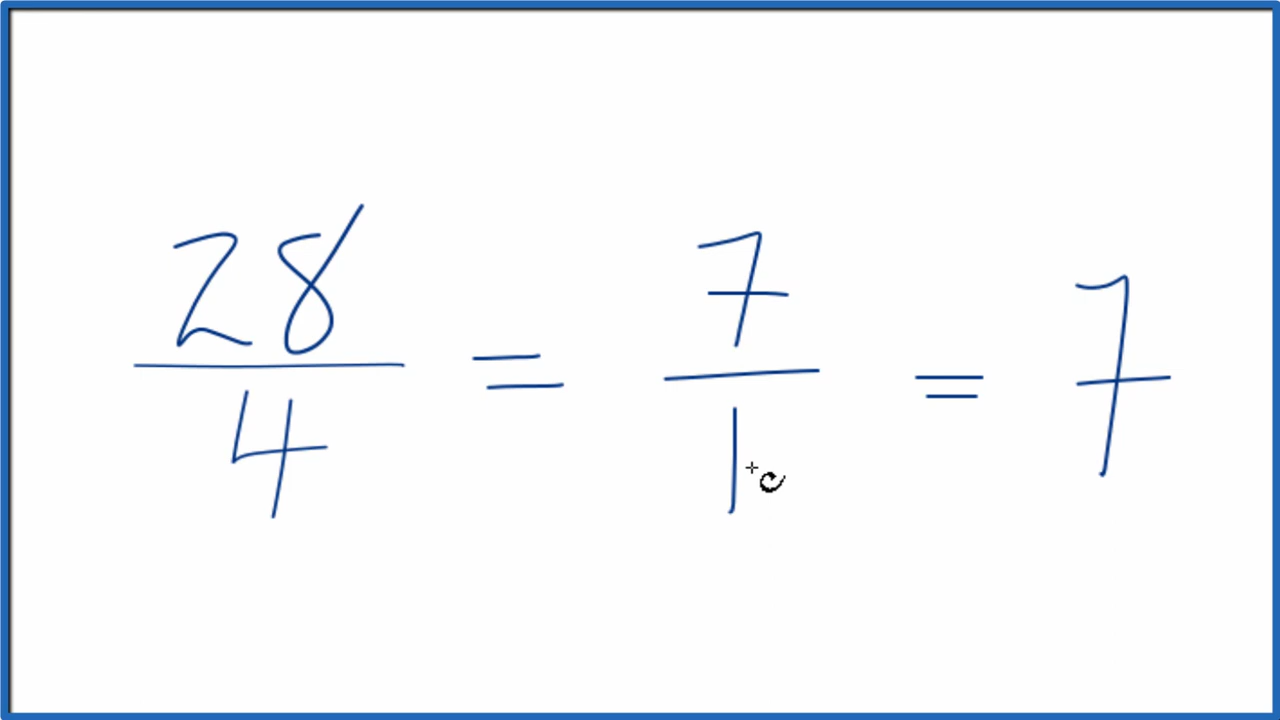 28/4 = 7/1 = 7